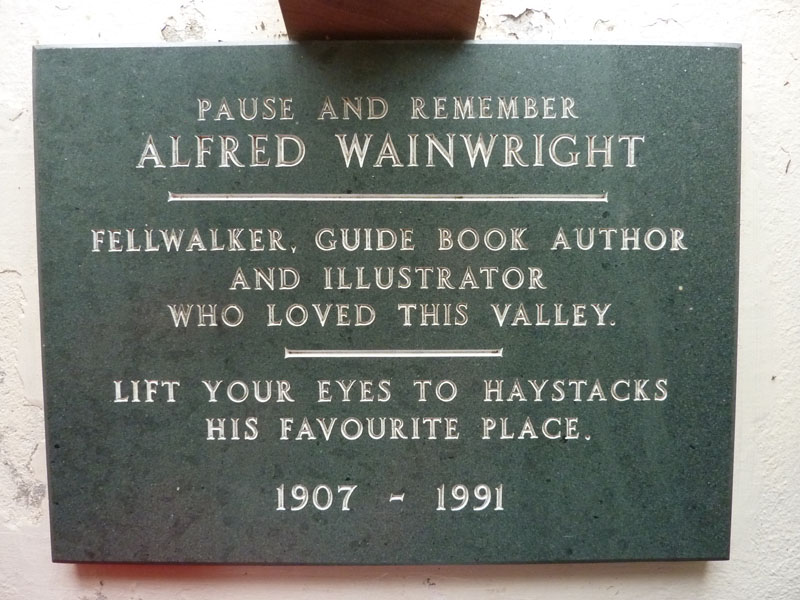 PAUSE AND REMEMBER
ALFRED WAINWRIGHT
FELLWALKER, GUIDE BOOK AUTHOR
AND ILLUSTRATOR
WHO LOVED THIS VALLEY.
LIFT YOUR EYES TO HAYSTACKS
HIS FAVOURITE PLACE.
1907 - 1991